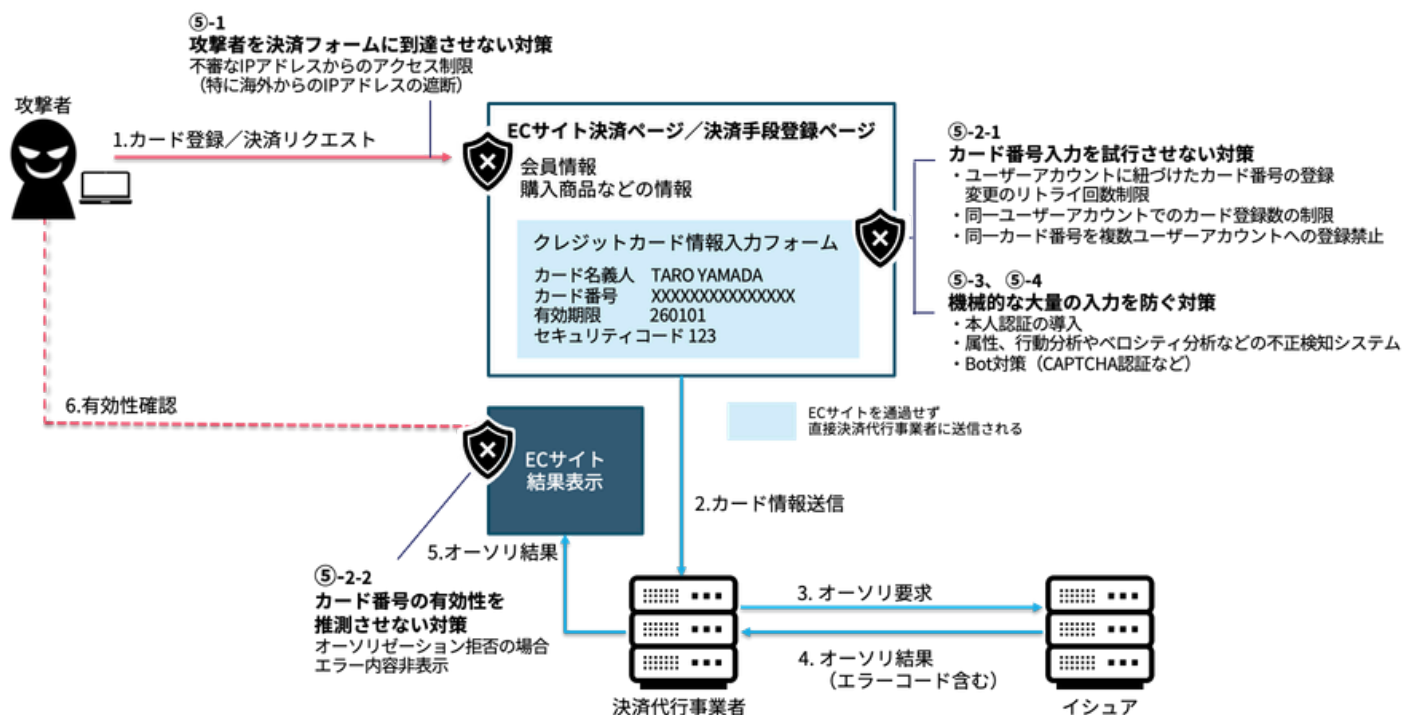 ⑤-1
攻撃者を決済フォームに到達させない対策
不審なIPアドレスからのアクセス制限
（特に海外からのIPアドレスの遮断）
攻撃者
1.カード登録／決済リクエスト
ECサイト決済ページ／決済手段登録ページ
会員情報
購入商品などの情報
クレジットカード情報入力フォーム
カード名義人 TARO YAMADA
カード番号 XXXXXXXXXXXXXXX
有効期限 260101
セキュリティコード 123
⑤-2-1
カード番号入力を試行させない対策
・ユーザーアカウントに紐づけたカード番号の登録
変更のリトライ回数制限
・同一ユーザーアカウントでのカード登録数の制限
・同一カード番号を複数ユーザーアカウントへの登録禁止
⑤-3、⑤-4
機械的な大量の入力を防ぐ対策
・本人認証の導入
・属性、行動分析やベロシティ分析などの不正検知システム
・Bot対策（CAPTCHA認証など）
6.有効性確認
ECサイトを通過せず
直接決済代行事業者に送信される
ECサイト
結果表示
2.カード情報送信
5.オーソリ結果
⑤-2-2
カード番号の有効性を
推測させない対策
オーソリゼーション拒否の場合
エラー内容非表示
3. オーソリ要求
4. オーソリ結果
（エラーコード含む）
決済代行事業者
イシュア